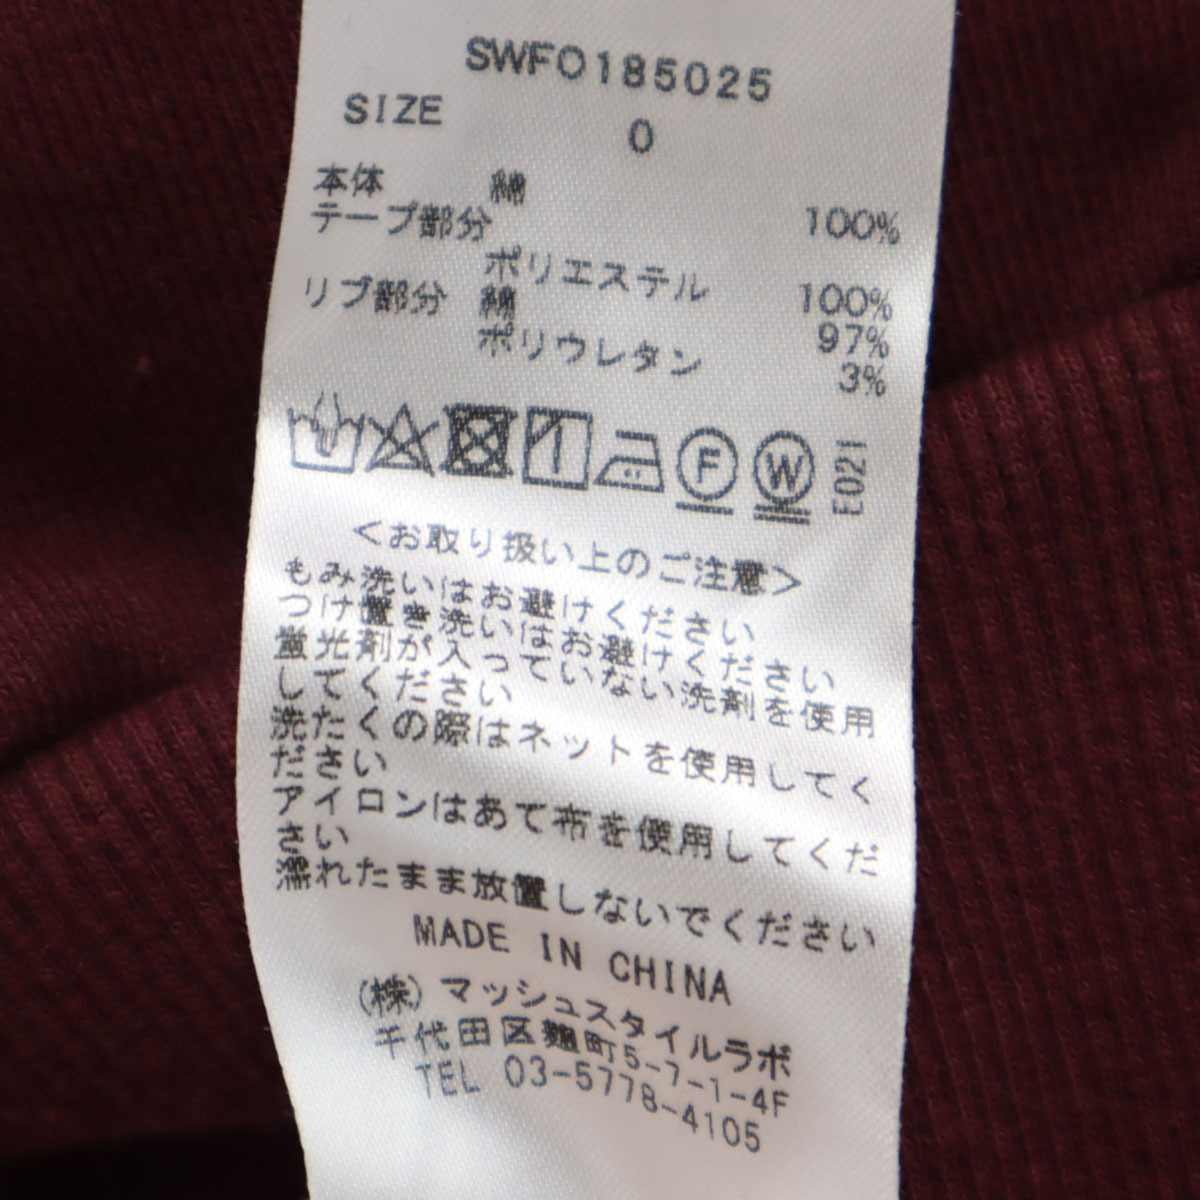 SWFO185025
SIZE 0
本体 綿 100%
テープ部分
ポリエステル 100%
リブ部分 綿 97%
ポリウレタン 3%
F W E021
<お取り扱い上のご注意>
もみ洗いはお避けください
つけ置き洗いはお避けください
蛍光剤が入っていない洗剤を使用
してください
洗たくの際はネットを使用してく
ださい
アイロンはあて布を使用してくだ
さい
濡れたまま放置しないでください
MADE IN CHINA
(株)マッシュスタイルラボ
千代田区麹町5-7-1-4F
TEL 03-5778-4105